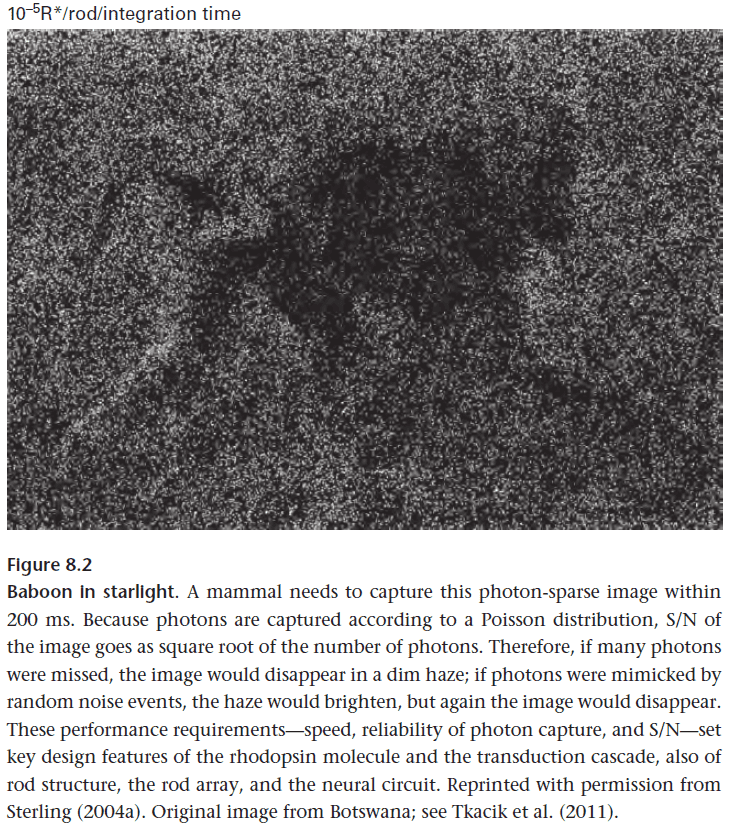 10⁻⁵R*/rod/integration time
Figure 8.2
Baboon in starlight. A mammal needs to capture this photon-sparse image within
200 ms. Because photons are captured according to a Poisson distribution, S/N of
the image goes as square root of the number of photons. Therefore, if many photons
were missed, the image would disappear in a dim haze; if photons were mimicked by
random noise events, the haze would brighten, but again the image would disappear.
These performance requirements—speed, reliability of photon capture, and S/N—set
key design features of the rhodopsin molecule and the transduction cascade, also of
rod structure, the rod array, and the neural circuit. Reprinted with permission from
Sterling (2004a). Original image from Botswana; see Tkacik et al. (2011).